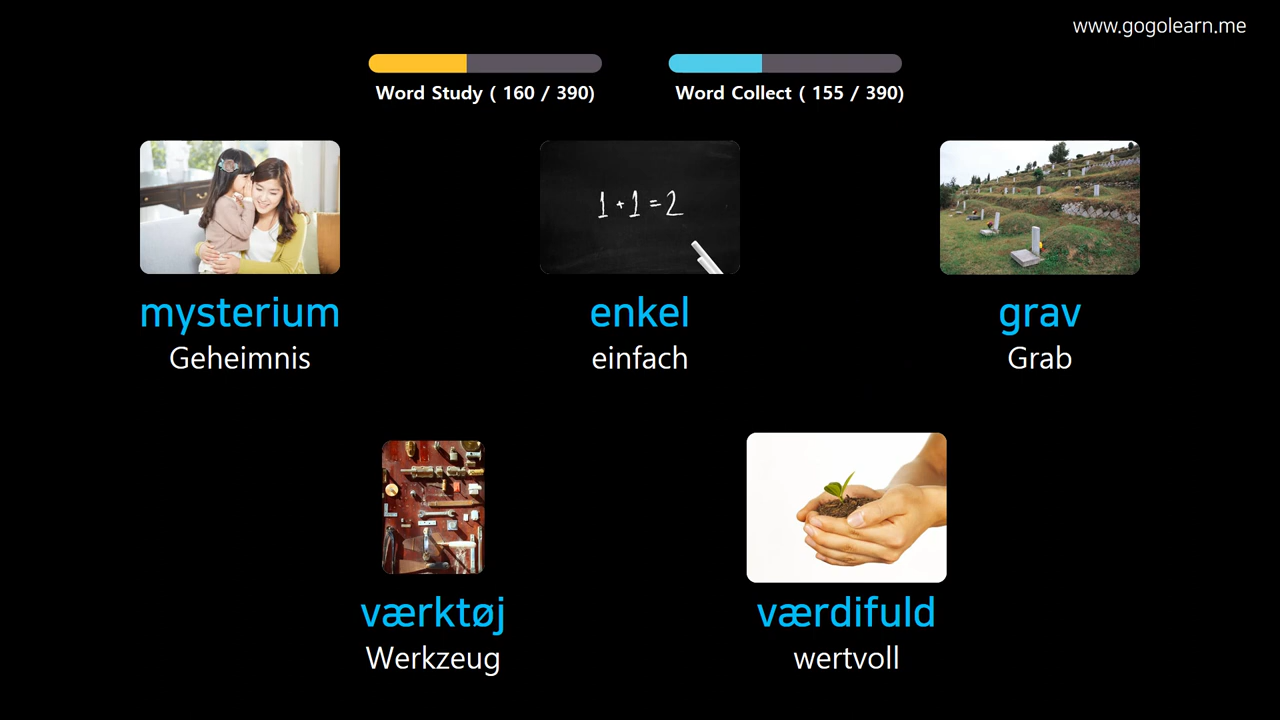 www.gogolearn.me
Word Study ( 160 / 390)
Word Collect ( 155 / 390)
1 + 1 = 2
mysterium
Geheimnis
enkel
einfach
grav
Grab
værktøj
Werkzeug
værdifuld
wertvoll